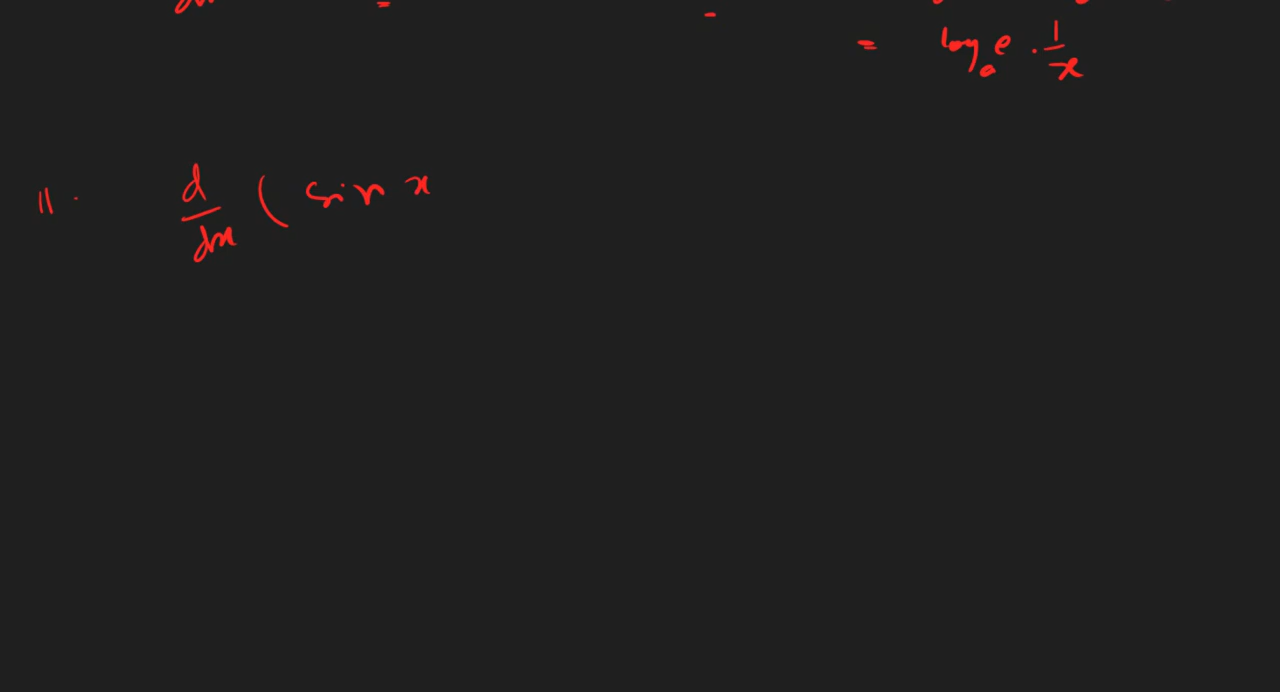 = log_a e . 1/x
11. d/dx ( sin x